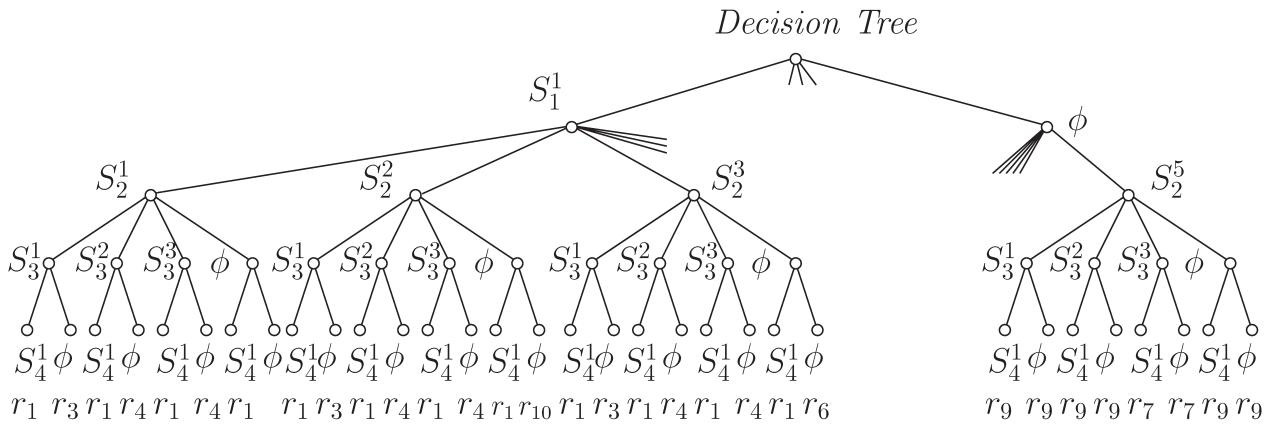 Decision Tree
S_1^1 ϕ
S_2^1 S_2^2 S_2^3 S_2^5
S_3^1 S_3^2 S_3^3 ϕ S_3^1 S_3^2 S_3^3 ϕ S_3^1 S_3^2 S_3^3 ϕ S_3^1 S_3^2 S_3^3 ϕ
S_4^1 ϕ S_4^1 ϕ S_4^1 ϕ S_4^1 ϕ S_4^1 ϕ S_4^1 ϕ S_4^1 ϕ S_4^1 ϕ S_4^1 ϕ S_4^1 ϕ S_4^1 ϕ S_4^1 ϕ S_4^1 ϕ S_4^1 ϕ S_4^1 ϕ S_4^1 ϕ
r_1 r_3 r_1 r_4 r_1 r_4 r_1 r_1 r_3 r_1 r_4 r_1 r_4 r_1 r_10 r_1 r_3 r_1 r_4 r_1 r_4 r_1 r_6 r_9 r_9 r_9 r_9 r_7 r_7 r_9 r_9